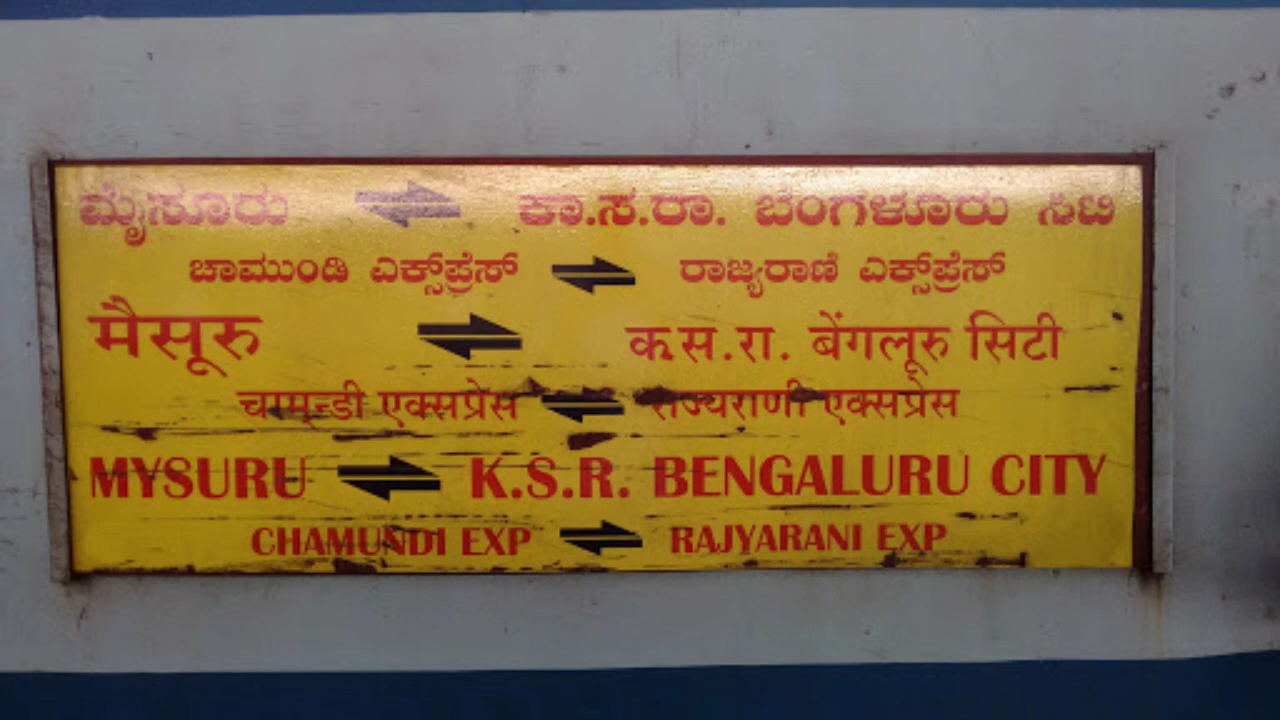 ಮೈಸೂರು ⇌ ಕಾ.ಸ.ರಾ. ಬೆಂಗಳೂರು ಸಿಟಿ
ಚಾಮುಂಡಿ ಎಕ್ಸ್‌ಪ್ರೆಸ್ ⇌ ರಾಜ್ಯರಾಣಿ ಎಕ್ಸ್‌ಪ್ರೆಸ್
मैसूरु ⇌ क.स.रा. बेंगलूरु सिटी
चामुन्डी एक्सप्रेस ⇌ राज्यराणी एक्सप्रेस
MYSURU ⇌ K.S.R. BENGALURU CITY
CHAMUNDI EXP ⇌ RAJYARANI EXP